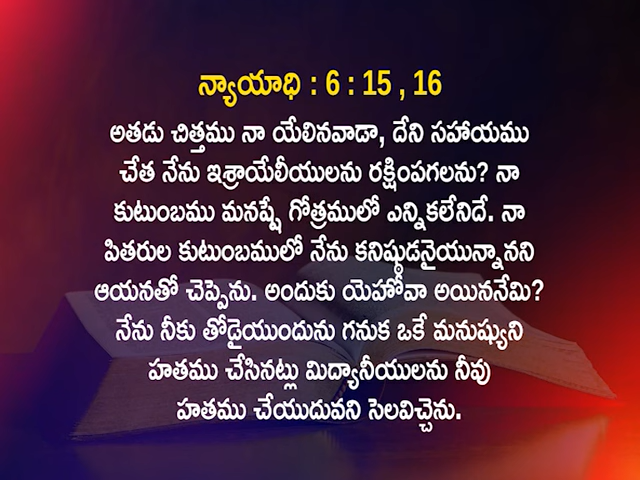 న్యాయాధి : 6 : 15 , 16
అతడు చిత్తము నా యేలినవాడా, దేని సహాయము
చేత నేను ఇశ్రాయేలీయులను రక్షింపగలను? నా
కుటుంబము మనష్షే గోత్రములో ఎన్నికలేనిదే. నా
పితరుల కుటుంబములో నేను కనిష్ఠుడనైయున్నానని
ఆయనతో చెప్పెను. అందుకు యెహోవా అయిననేమి?
నేను నీకు తోడైయుందును గనుక ఒకే మనుష్యుని
హతము చేసినట్లు మిద్యానీయులను నీవు
హతము చేయుదువని సెలవిచ్చెను.